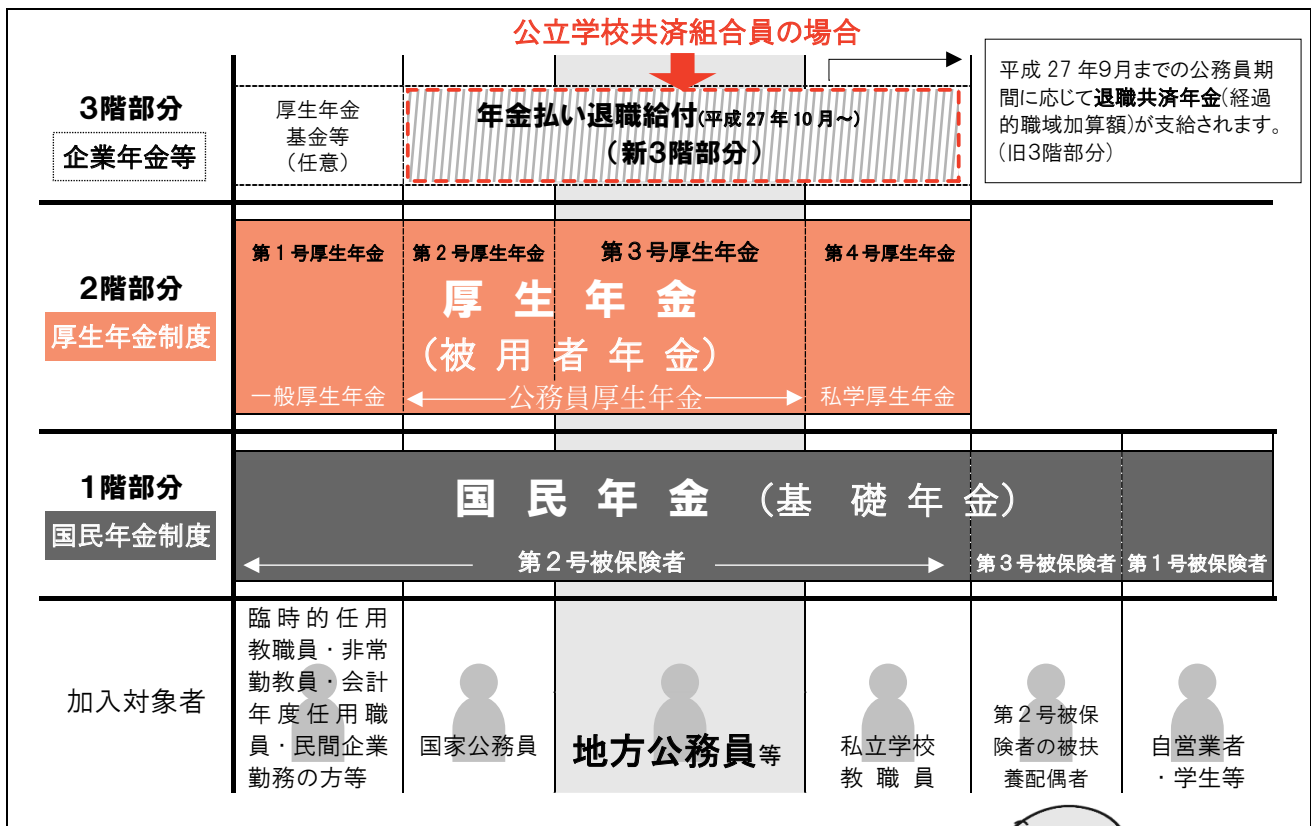 公立学校共済組合員の場合
3階部分
企業年金等
厚生年金
基金等
（任意）
年金払い退職給付(平成27年10月～)
（新3階部分）
平成27年9月までの公務員期
間に応じて退職共済年金(経過
的職域加算額)が支給されます。
（旧3階部分）
2階部分
厚生年金制度
第1号厚生年金
第2号厚生年金
第3号厚生年金
第4号厚生年金
厚生年金
（被用者年金）
一般厚生年金
公務員厚生年金
私学厚生年金
1階部分
国民年金制度
国民年金（基礎年金）
第2号被保険者
第3号被保険者
第1号被保険者
加入対象者
臨時的任用
教職員・非常
勤教員・会計
年度任用職
員・民間企業
勤務の方等
国家公務員
地方公務員等
私立学校
教職員
第2号被保
険者の被扶
養配偶者
自営業者
・学生等